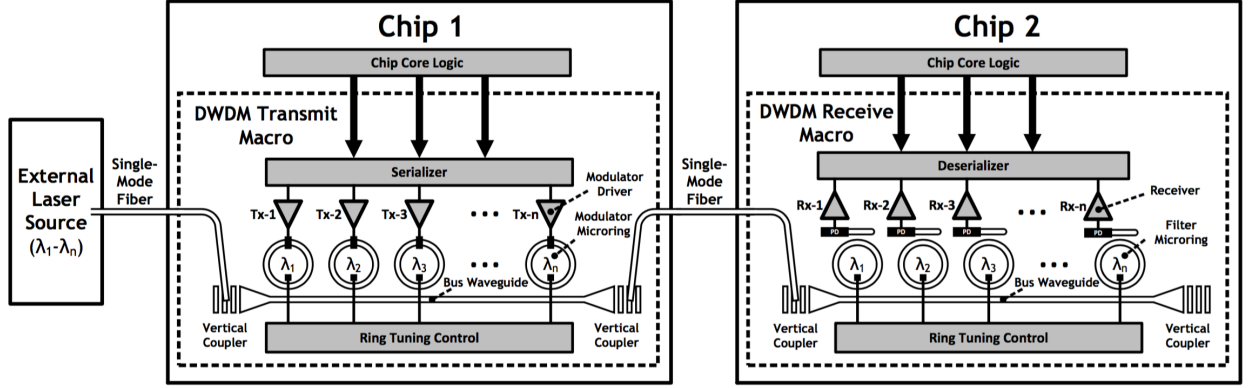 Chip 1
Chip Core Logic
DWDM Transmit
Macro
Serializer
Modulator
Driver
Tx-1
Tx-2
Tx-3
...
Tx-n
Modulator
Microring
λ1
λ2
λ3
...
λn
Bus Waveguide
Vertical
Coupler
Vertical
Coupler
Ring Tuning Control
External
Laser
Source
(λ1-λn)
Single-
Mode
Fiber
Single-
Mode
Fiber
Chip 2
Chip Core Logic
DWDM Receive
Macro
Deserializer
Receiver
Rx-1
Rx-2
Rx-3
...
Rx-n
PD
PD
PD
PD
Filter
Microring
λ1
λ2
λ3
...
λn
Bus Waveguide
Vertical
Coupler
Vertical
Coupler
Ring Tuning Control